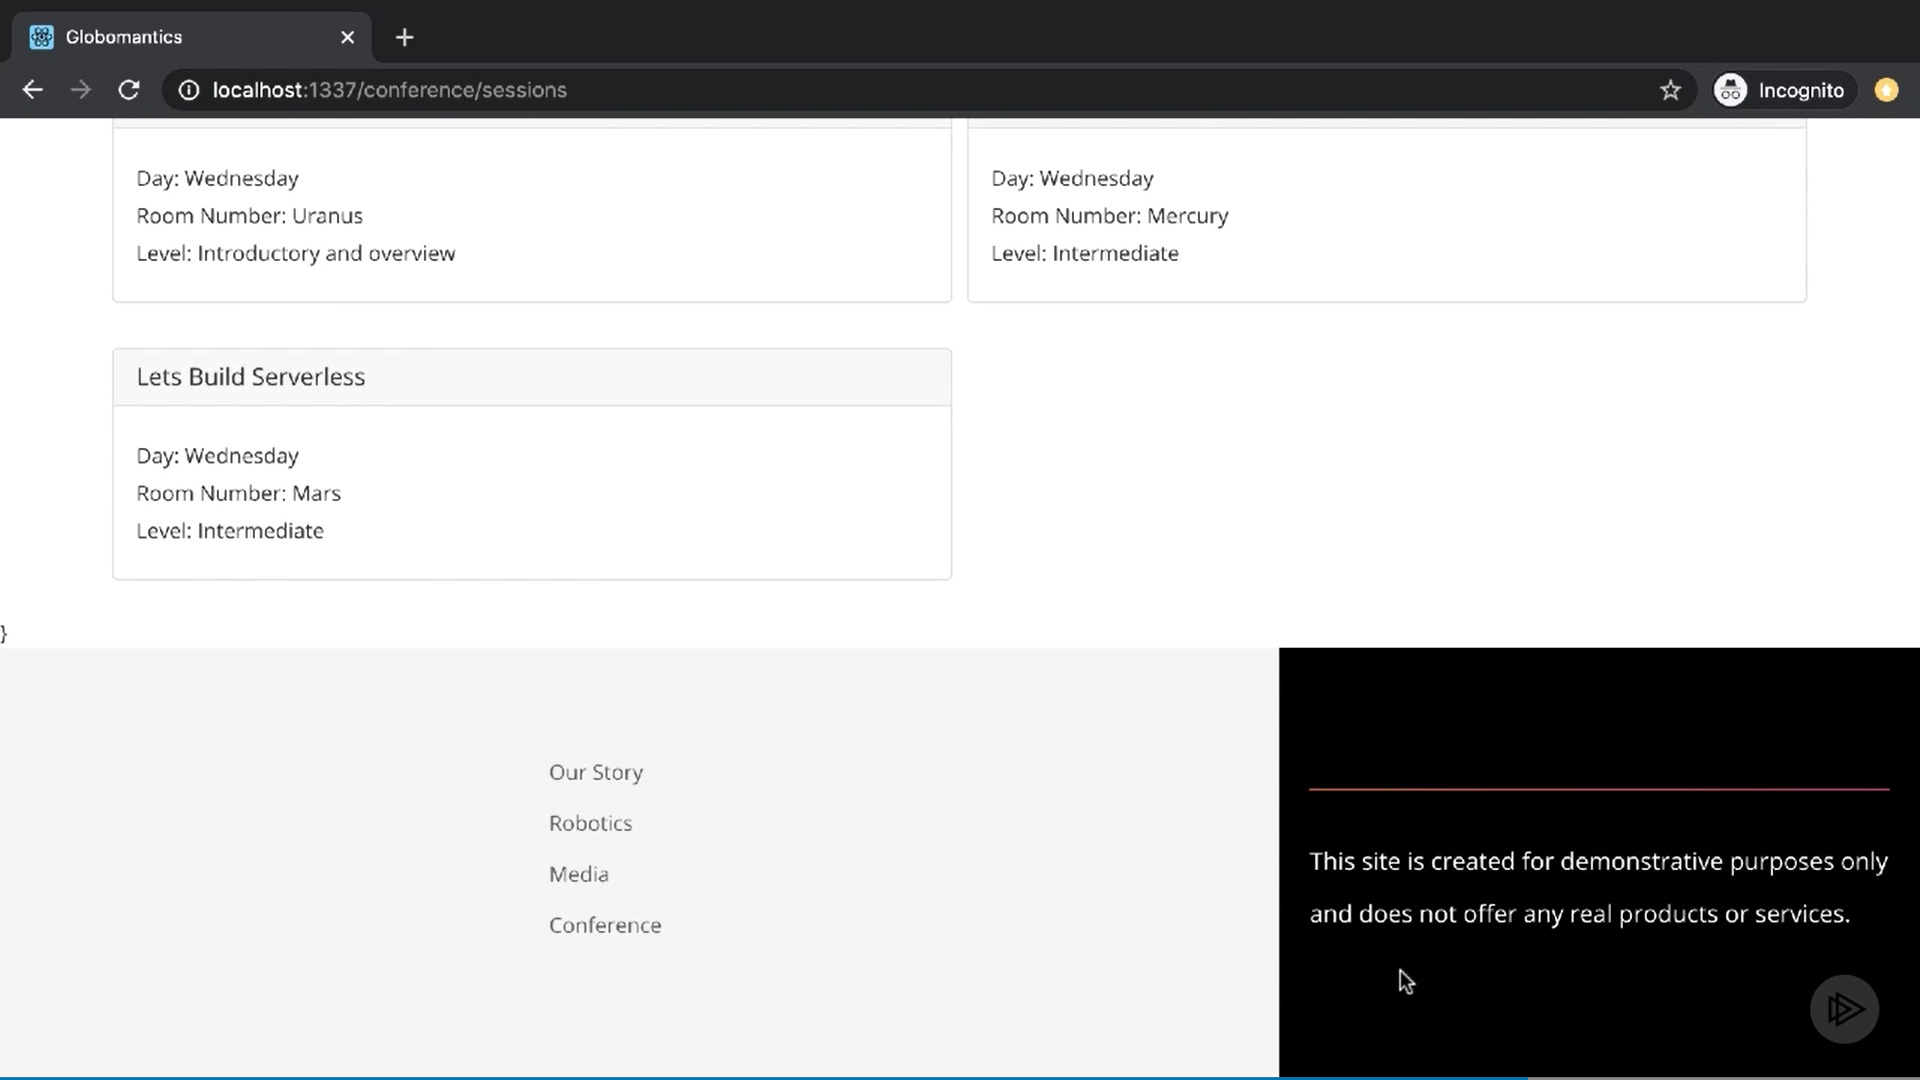 Globomantics
localhost:1337/conference/sessions
Incognito
Day: Wednesday
Room Number: Uranus
Level: Introductory and overview
Day: Wednesday
Room Number: Mercury
Level: Intermediate
Lets Build Serverless
Day: Wednesday
Room Number: Mars
Level: Intermediate
}
Our Story
Robotics
Media
Conference
This site is created for demonstrative purposes only
and does not offer any real products or services.